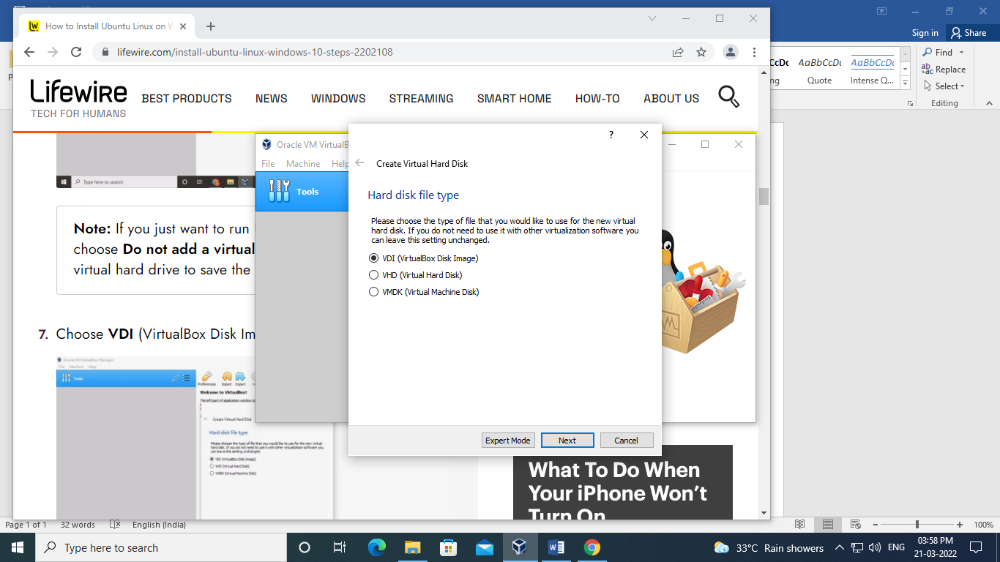 How to Install Ubuntu Linux on W
Sign in
Share
lifewire.com/install-ubuntu-linux-windows-10-steps-2202108
AaBbCcDc
AaBbCcDc
Quote
Intense Q...
Find
Replace
Select
Editing
Lifewire
TECH FOR HUMANS
BEST PRODUCTS
NEWS
WINDOWS
STREAMING
SMART HOME
HOW-TO
ABOUT US
Type here to search
Oracle VM VirtualB
File Machine Help
Tools
?
Create Virtual Hard Disk
Hard disk file type
Please choose the type of file that you would like to use for the new virtual
hard disk. If you do not need to use it with other virtualization software you
can leave this setting unchanged.
VDI (VirtualBox Disk Image)
VHD (Virtual Hard Disk)
VMDK (Virtual Machine Disk)
Expert Mode
Next
Cancel
Note: If you just want to run
choose Do not add a virtual
virtual hard drive to save the
7. Choose VDI (VirtualBox Disk Im
Oracle VM VirtualBox Manager
File Machine Help
Tools
Preferences Import Export
Welcome to VirtualBox!
The left part of application window
Create Virtual Hard Disk
Hard disk file type
Please choose the type of file that you would like to use for the new virtual
hard disk. If you do not need to use it with other virtualization software you
can leave this setting unchanged.
VDI (VirtualBox Disk Image)
VHD (Virtual Hard Disk)
VMDK (Virtual Machine Disk)
What To Do When
Your iPhone Won't
Turn On
Page 1 of 1
32 words
English (India)
100%
Type here to search
33°C Rain showers
ENG
03:58 PM
21-03-2022